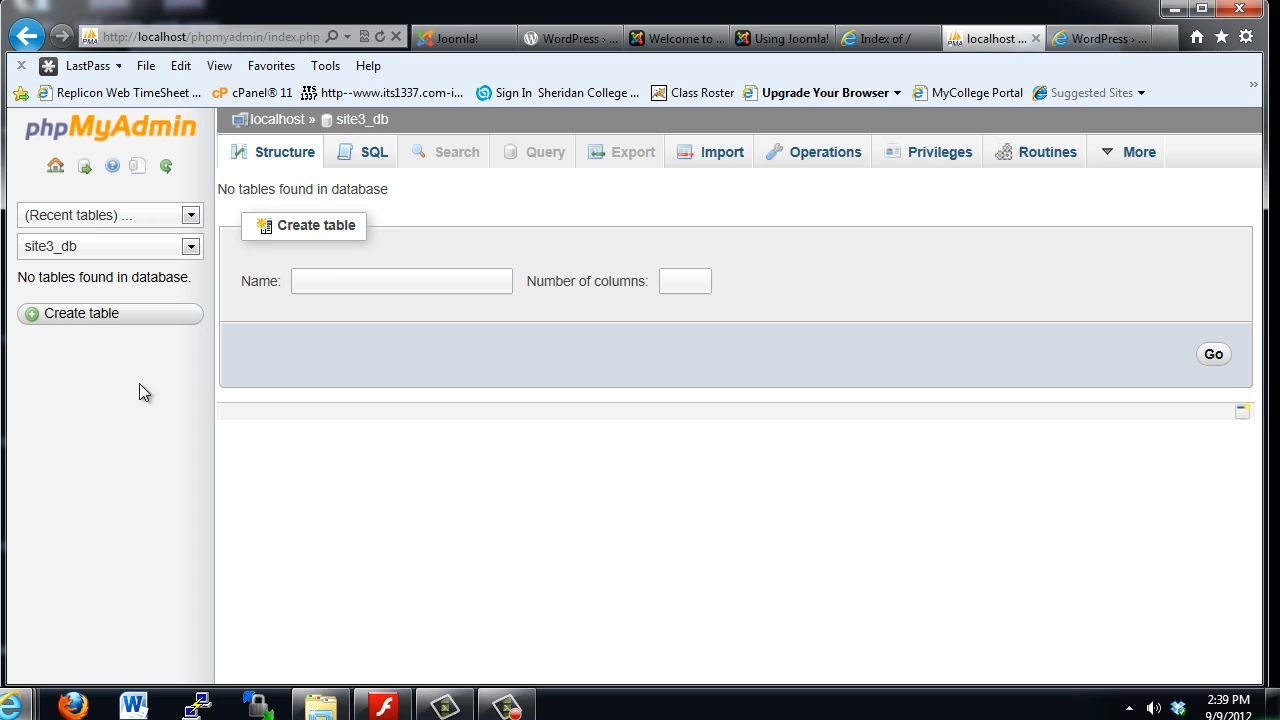 http://localhost/phpmyadmin/index.php
Joomla!
WordPress › ...
Welcome to ...
Using Joomla!
Index of /
localhost ...
WordPress › ...
LastPass
File
Edit
View
Favorites
Tools
Help
Replicon Web TimeSheet ...
cP cPanel® 11
ITS 1337 http--www.its1337.com-i...
Sign In Sheridan College ...
Class Roster
Upgrade Your Browser
MyCollege Portal
Suggested Sites
»
phpMyAdmin
localhost » site3_db
Structure
SQL
Search
Query
Export
Import
Operations
Privileges
Routines
More
(Recent tables) ...
site3_db
No tables found in database.
Create table
No tables found in database
Create table
Name:
Number of columns:
Go
2:39 PM
9/9/2012